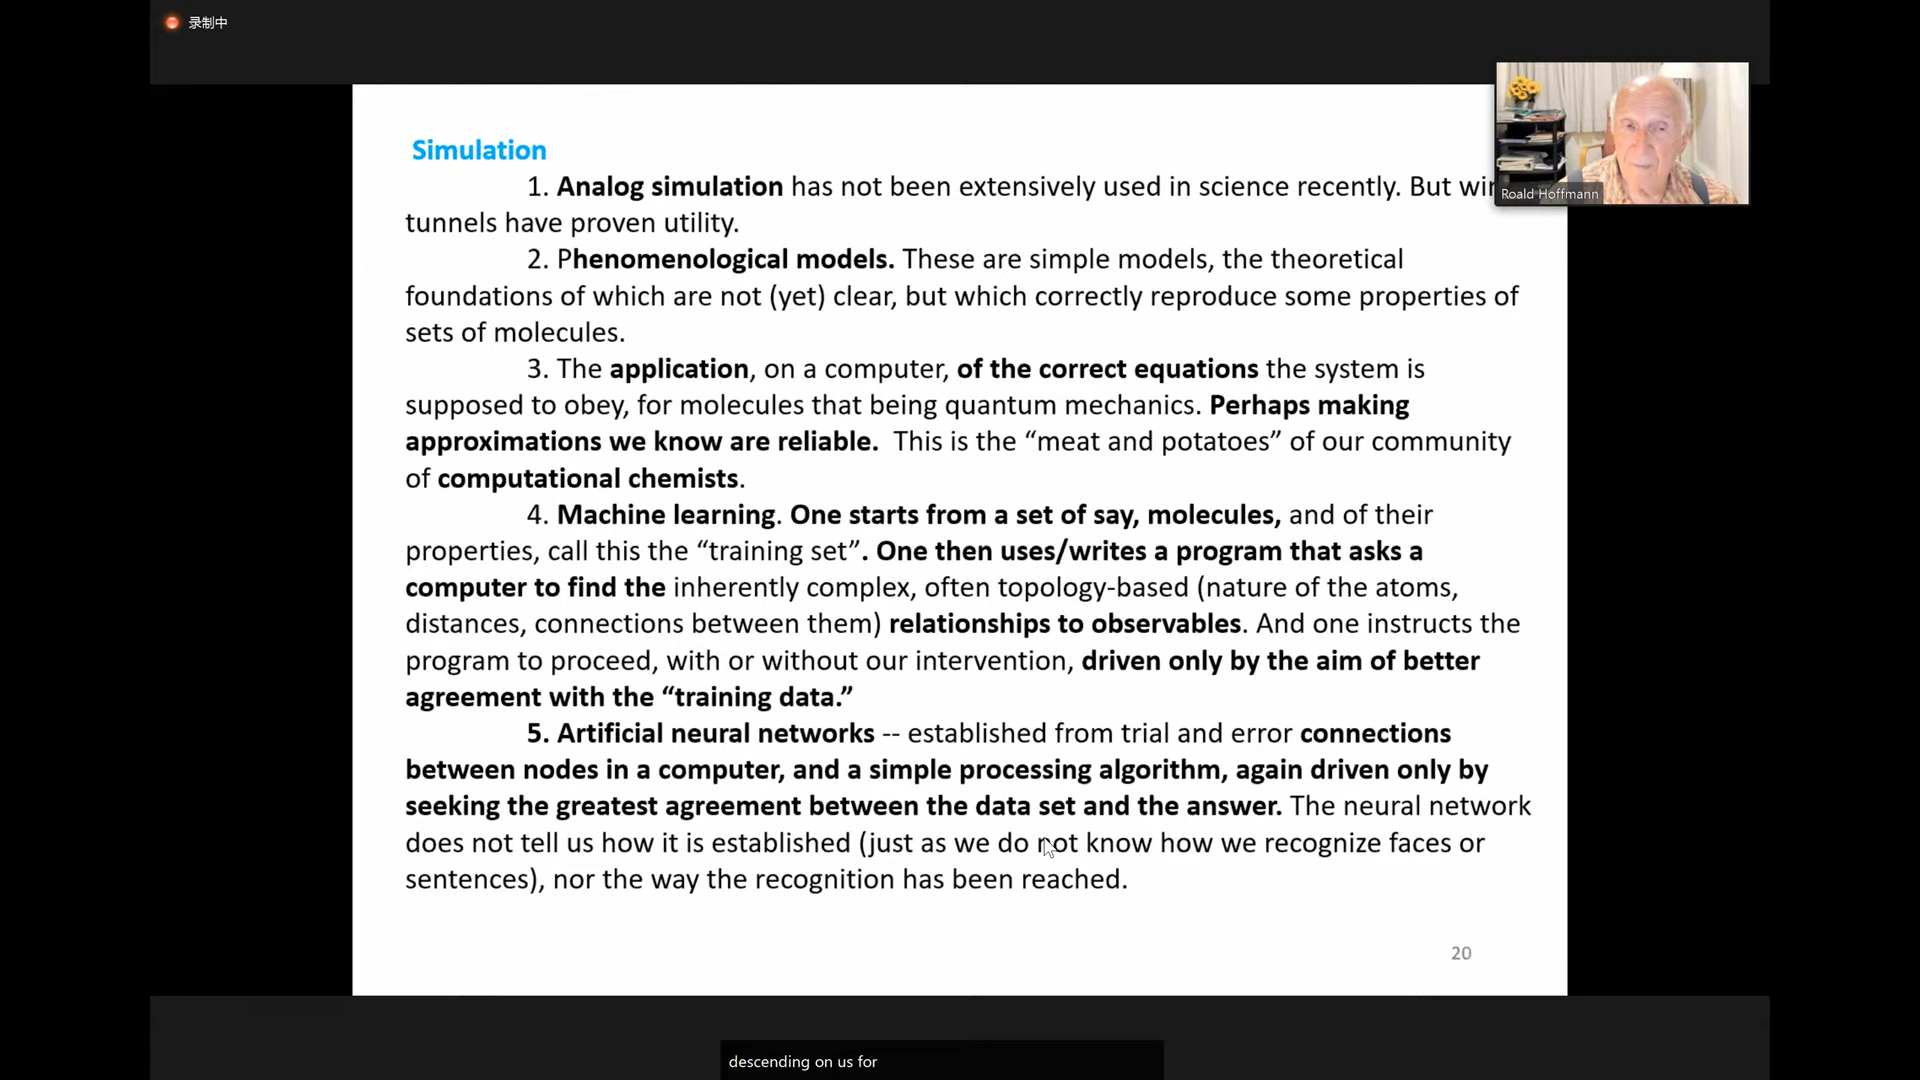 录制中
Simulation
1. Analog simulation has not been extensively used in science recently. But wi
Roald Hoffmann
tunnels have proven utility.
2. Phenomenological models. These are simple models, the theoretical
foundations of which are not (yet) clear, but which correctly reproduce some properties of
sets of molecules.
3. The application, on a computer, of the correct equations the system is
supposed to obey, for molecules that being quantum mechanics. Perhaps making
approximations we know are reliable. This is the “meat and potatoes” of our community
of computational chemists.
4. Machine learning. One starts from a set of say, molecules, and of their
properties, call this the “training set”. One then uses/writes a program that asks a
computer to find the inherently complex, often topology-based (nature of the atoms,
distances, connections between them) relationships to observables. And one instructs the
program to proceed, with or without our intervention, driven only by the aim of better
agreement with the “training data.”
5. Artificial neural networks -- established from trial and error connections
between nodes in a computer, and a simple processing algorithm, again driven only by
seeking the greatest agreement between the data set and the answer. The neural network
does not tell us how it is established (just as we do not know how we recognize faces or
sentences), nor the way the recognition has been reached.
20
descending on us for